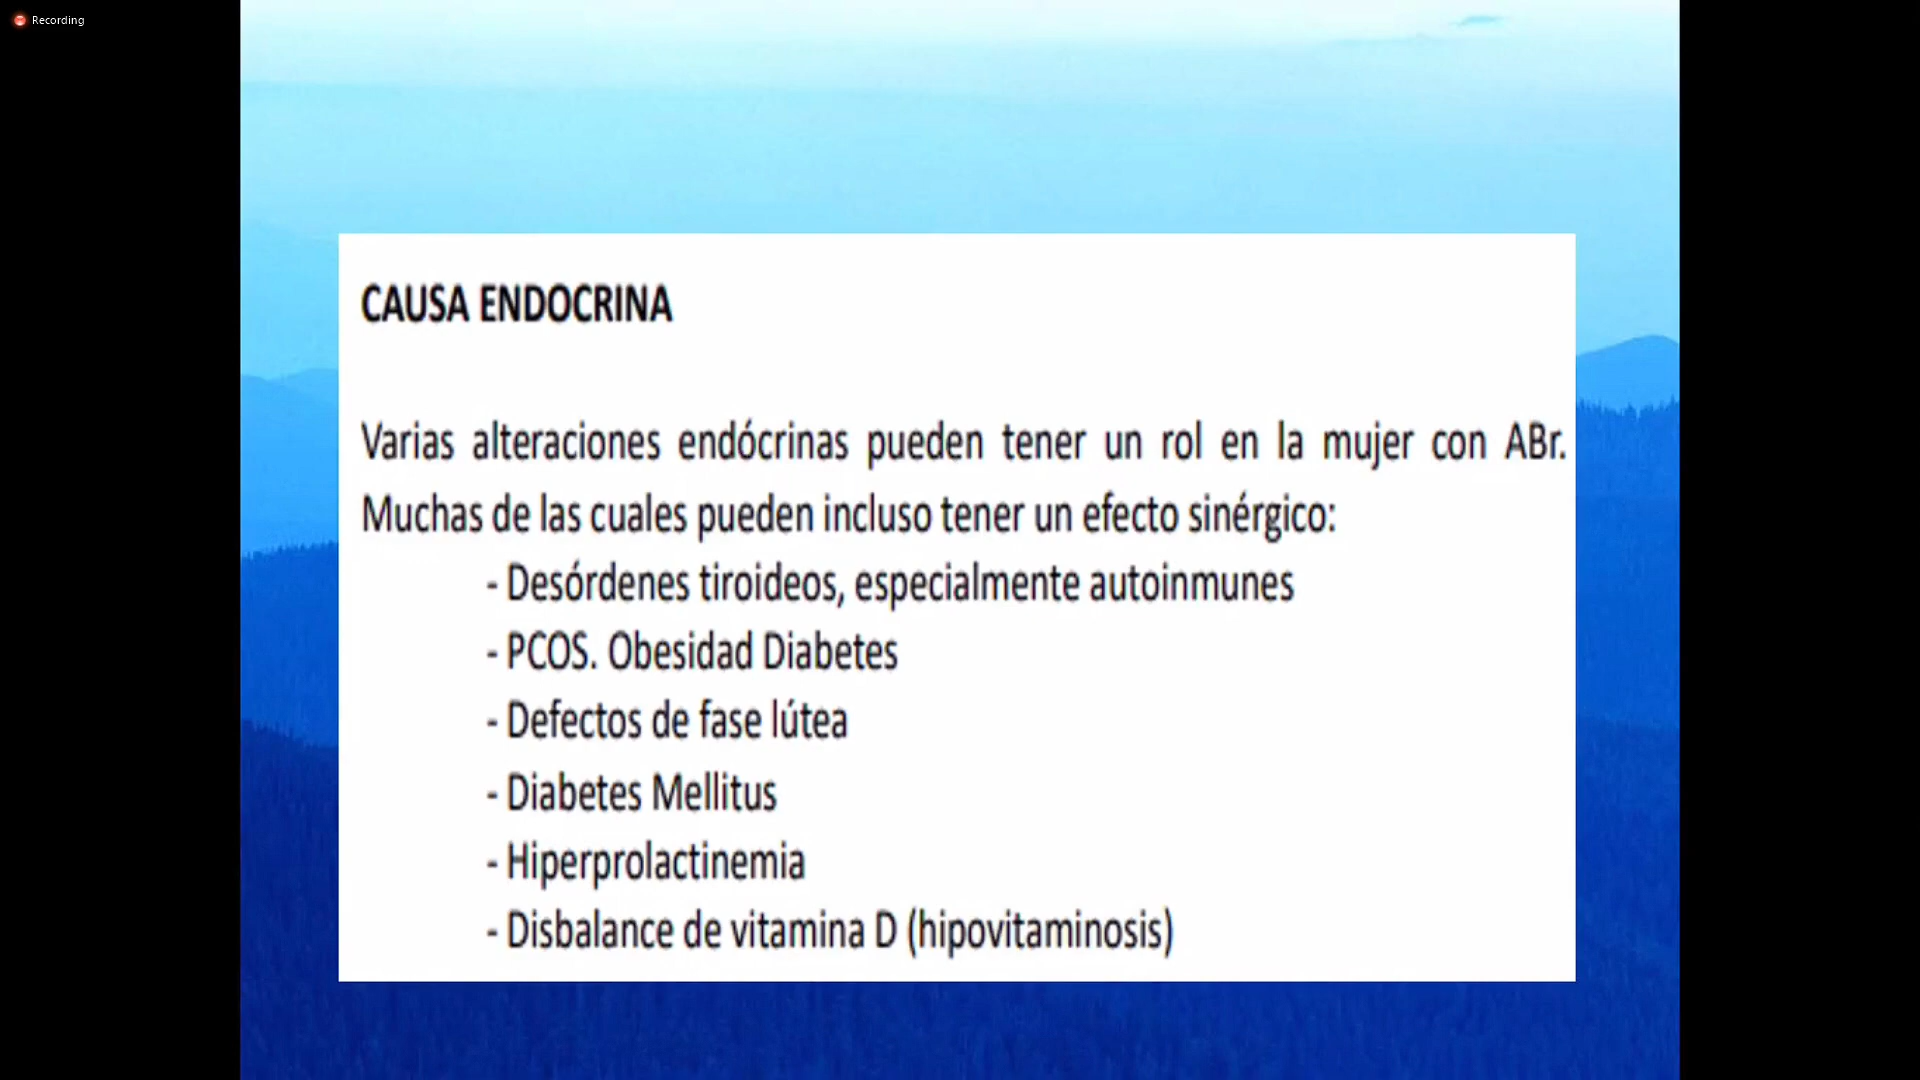 Recording
CAUSA ENDOCRINA
Varias alteraciones endócrinas pueden tener un rol en la mujer con ABr.
Muchas de las cuales pueden incluso tener un efecto sinérgico:
- Desórdenes tiroideos, especialmente autoinmunes
- PCOS. Obesidad Diabetes
- Defectos de fase lútea
- Diabetes Mellitus
- Hiperprolactinemia
- Disbalance de vitamina D (hipovitaminosis)